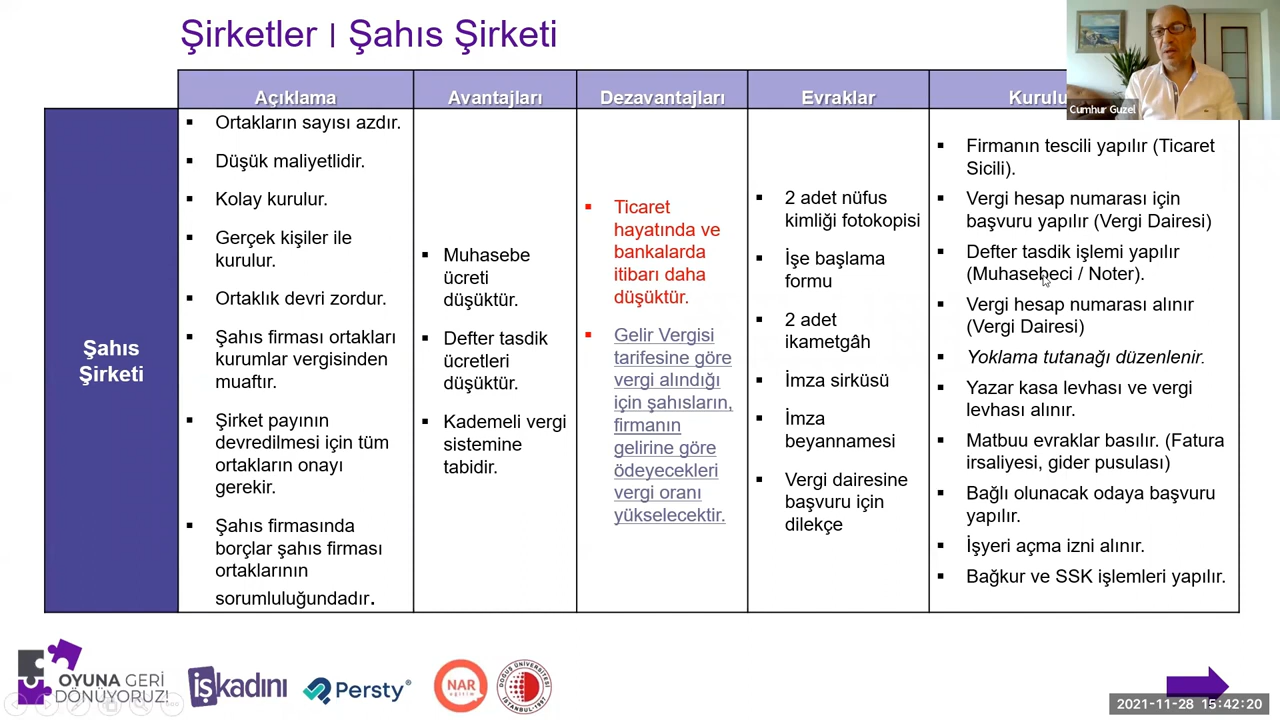 Şirketler | Şahıs Şirketi
Açıklama
Avantajları
Dezavantajları
Evraklar
Kurulu
Cumhur Guzel
Şahıs
Şirketi
Ortakların sayısı azdır.
Düşük maliyetlidir.
Kolay kurulur.
Gerçek kişiler ile
kurulur.
Ortaklık devri zordur.
Şahıs firması ortakları
kurumlar vergisinden
muaftır.
Şirket payının
devredilmesi için tüm
ortakların onayı
gerekir.
Şahıs firmasında
borçlar şahıs firması
ortaklarının
sorumluluğundadır.
Muhasebe
ücreti
düşüktür.
Defter tasdik
ücretleri
düşüktür.
Kademeli vergi
sistemine
tabidir.
Ticaret
hayatında ve
bankalarda
itibarı daha
düşüktür.
Gelir Vergisi
tarifesine göre
vergi alındığı
için şahısların,
firmanın
gelirine göre
ödeyecekleri
vergi oranı
yükselecektir.
2 adet nüfus
kimliği fotokopisi
İşe başlama
formu
2 adet
ikametgâh
İmza sirküsü
İmza
beyannamesi
Vergi dairesine
başvuru için
dilekçe
Firmanın tescili yapılır (Ticaret
Sicili).
Vergi hesap numarası için
başvuru yapılır (Vergi Dairesi)
Defter tasdik işlemi yapılır
(Muhasebeci / Noter).
Vergi hesap numarası alınır
(Vergi Dairesi)
Yoklama tutanağı düzenlenir.
Yazar kasa levhası ve vergi
levhası alınır.
Matbuu evraklar basılır. (Fatura
irsaliyesi, gider pusulası)
Bağlı olunacak odaya başvuru
yapılır.
İşyeri açma izni alınır.
Bağkur ve SSK işlemleri yapılır.
OYUNA GERİ
DÖNÜYORUZ!
işkadını
Persty
NAR
eğitim
DOĞUŞ ÜNİVERSİTESİ
İSTANBUL-1997
2021-11-28 15:42:20